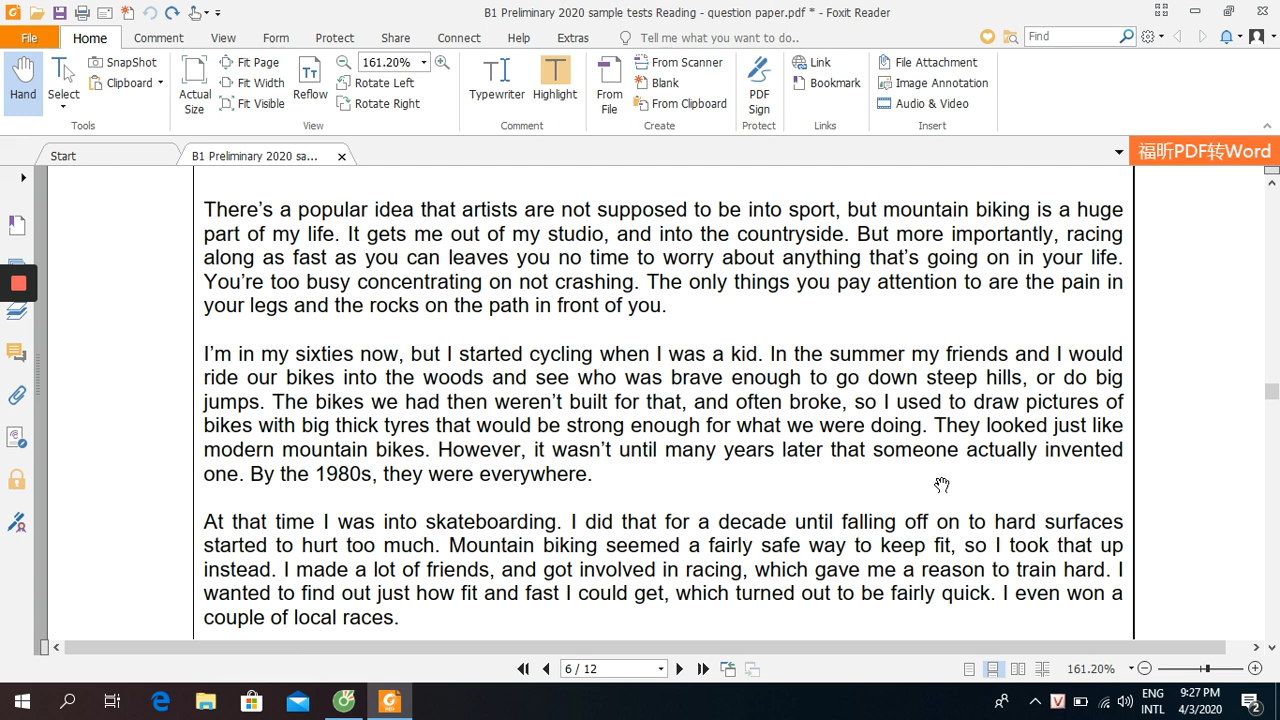 B1 Preliminary 2020 sample tests Reading - question paper.pdf * - Foxit Reader
File Home Comment View Form Protect Share Connect Help Extras Tell me what you want to do.. Find
Hand
Select
SnapShot
Clipboard
Tools
Actual Size
Fit Page
Fit Width
Fit Visible
Reflow
161.20%
Rotate Left
Rotate Right
View
Typewriter
Highlight
Comment
From File
From Scanner
Blank
From Clipboard
Create
PDF Sign
Protect
Link
Bookmark
Links
File Attachment
Image Annotation
Audio & Video
Insert
Start
B1 Preliminary 2020 sa...
福昕PDF转Word
There's a popular idea that artists are not supposed to be into sport, but mountain biking is a huge
part of my life. It gets me out of my studio, and into the countryside. But more importantly, racing
along as fast as you can leaves you no time to worry about anything that's going on in your life.
You're too busy concentrating on not crashing. The only things you pay attention to are the pain in
your legs and the rocks on the path in front of you.
I'm in my sixties now, but I started cycling when I was a kid. In the summer my friends and I would
ride our bikes into the woods and see who was brave enough to go down steep hills, or do big
jumps. The bikes we had then weren't built for that, and often broke, so I used to draw pictures of
bikes with big thick tyres that would be strong enough for what we were doing. They looked just like
modern mountain bikes. However, it wasn't until many years later that someone actually invented
one. By the 1980s, they were everywhere.
At that time I was into skateboarding. I did that for a decade until falling off on to hard surfaces
started to hurt too much. Mountain biking seemed a fairly safe way to keep fit, so I took that up
instead. I made a lot of friends, and got involved in racing, which gave me a reason to train hard. I
wanted to find out just how fit and fast I could get, which turned out to be fairly quick. I even won a
couple of local races.
6 / 12
161.20%
ENG
INTL
9:27 PM
4/3/2020
2